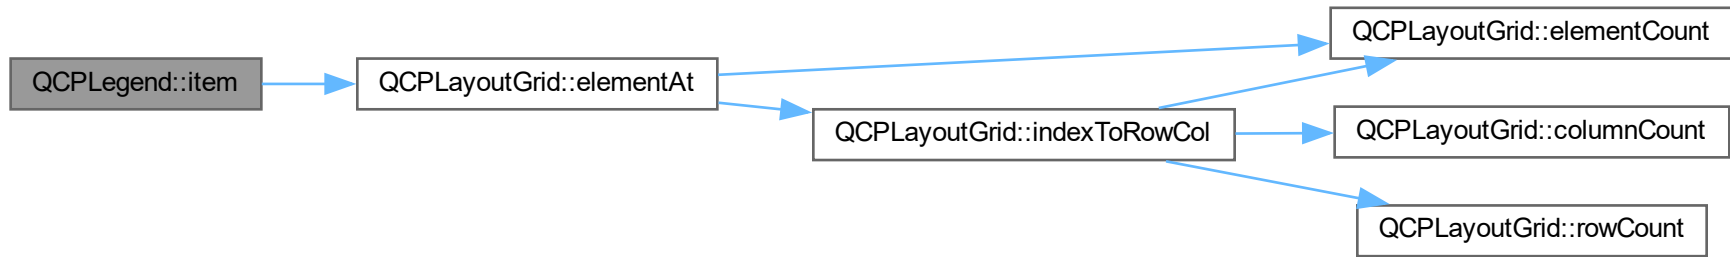 QCPLegend::item
QCPLayoutGrid::elementAt
QCPLayoutGrid::indexToRowCol
QCPLayoutGrid::elementCount
QCPLayoutGrid::columnCount
QCPLayoutGrid::rowCount